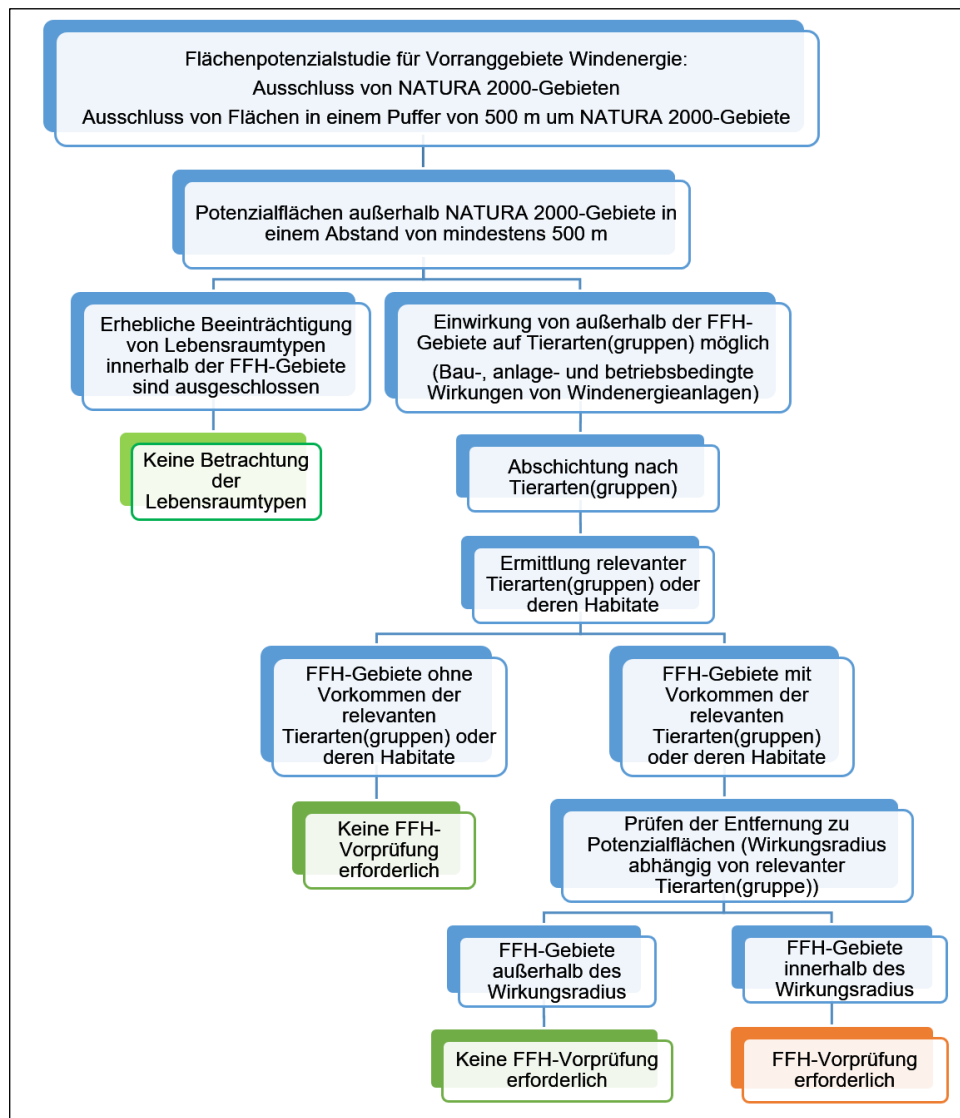 Flächenpotenzialstudie für Vorranggebiete Windenergie:
Ausschluss von NATURA 2000-Gebieten
Ausschluss von Flächen in einem Puffer von 500 m um NATURA 2000-Gebiete
Potenzialflächen außerhalb NATURA 2000-Gebiete in
einem Abstand von mindestens 500 m
Erhebliche Beeinträchtigung
von Lebensraumtypen
innerhalb der FFH-Gebiete
sind ausgeschlossen
Einwirkung von außerhalb der FFH-
Gebiete auf Tierarten(gruppen) möglich
(Bau-, anlage- und betriebsbedingte
Wirkungen von Windenergieanlagen)
Keine Betrachtung
der
Lebensraumtypen
Abschichtung nach
Tierarten(gruppen)
Ermittlung relevanter
Tierarten(gruppen) oder
deren Habitate
FFH-Gebiete ohne
Vorkommen der
relevanten
Tierarten(gruppen) oder
deren Habitate
FFH-Gebiete mit
Vorkommen der
relevanten
Tierarten(gruppen)
oder deren Habitate
Keine FFH-
Vorprüfung
erforderlich
Prüfen der Entfernung zu
Potenzialflächen (Wirkungsradius
abhängig von relevanter
Tierarten(gruppe))
FFH-Gebiete
außerhalb des
Wirkungsradius
FFH-Gebiete
innerhalb des
Wirkungsradius
Keine FFH-Vorprüfung
erforderlich
FFH-Vorprüfung
erforderlich